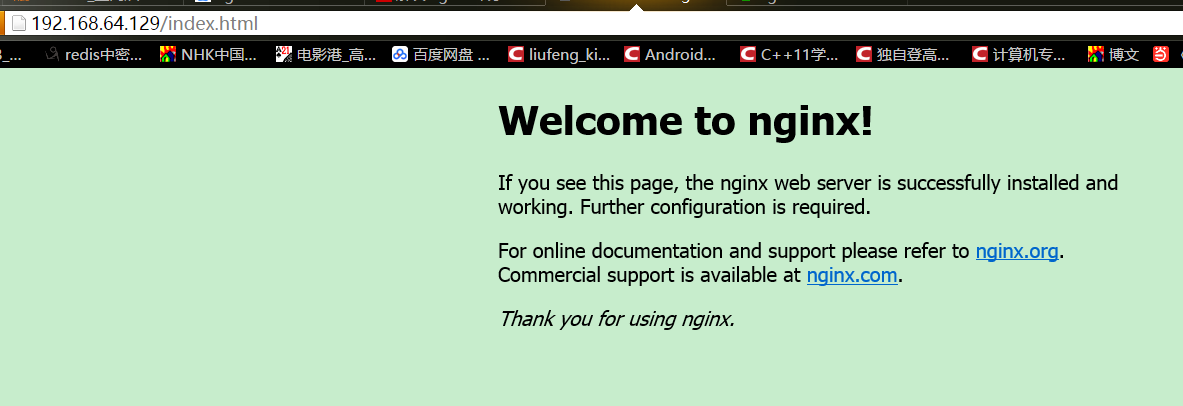 192.168.64.129/index.html
redis中密...
NHK中国...
电影港_高...
百度网盘 ...
liufeng_ki...
Android...
C++11学...
独自登高...
计算机专...
博文
Welcome to nginx!
If you see this page, the nginx web server is successfully installed and
working. Further configuration is required.
For online documentation and support please refer to nginx.org.
Commercial support is available at nginx.com.
Thank you for using nginx.